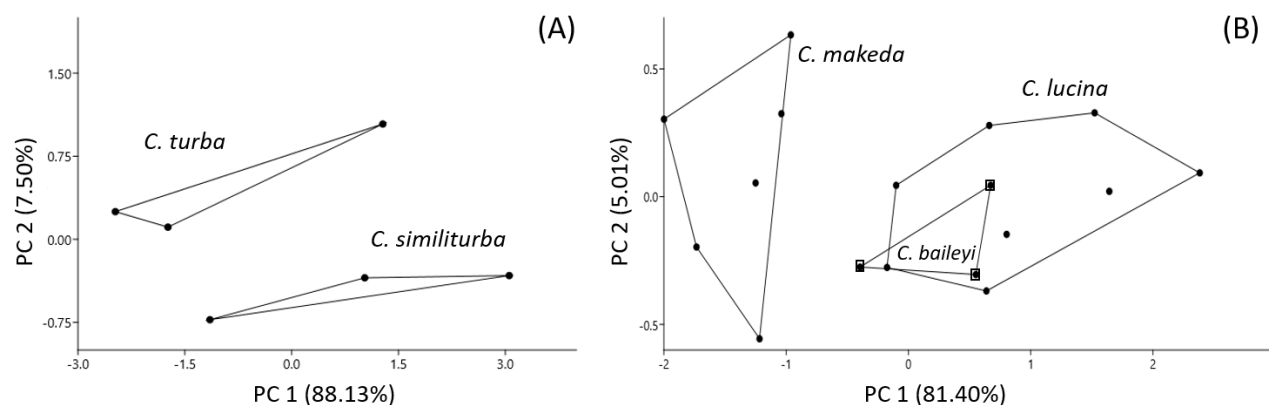 (A)
1.50
0.75
0.00
-0.75
-3.0
-1.5
0.0
1.5
3.0
PC 2 (7.50%)
PC 1 (88.13%)
C. turba
C. similiturba
(B)
0.5
0.0
-0.5
-2
-1
0
1
2
PC 2 (5.01%)
PC 1 (81.40%)
C. makeda
C. lucina
C. baileyi